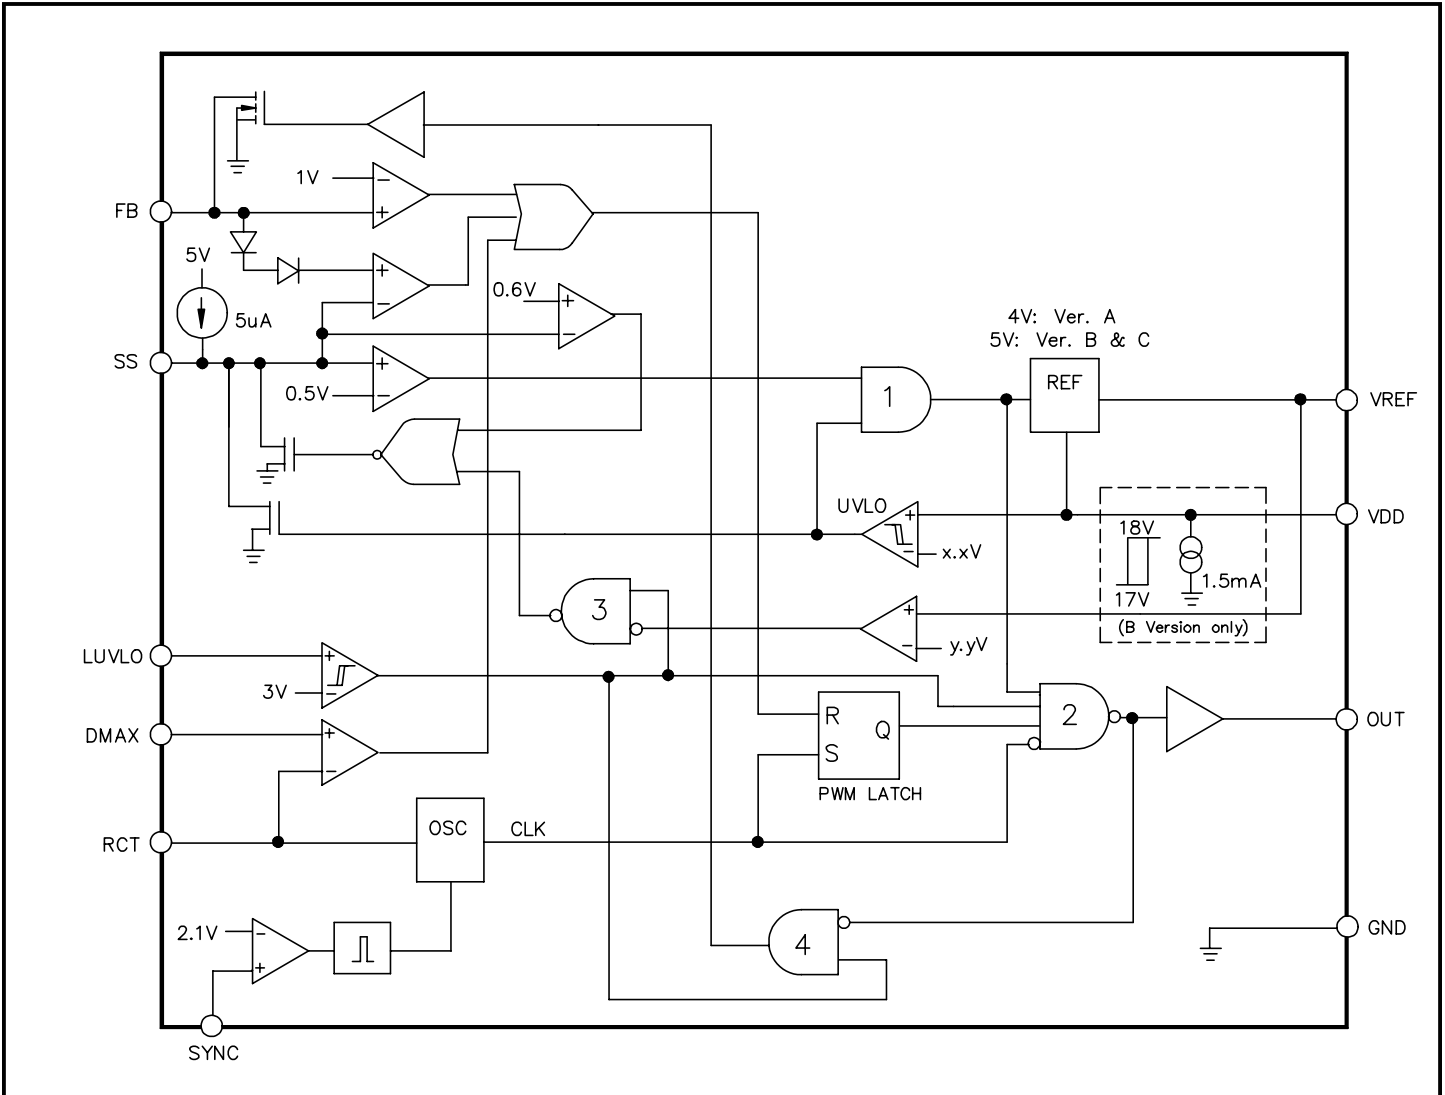 1V
−
+
FB
5V
+
−
0.6V
+
−
5uA
4V: Ver. A
5V: Ver. B & C
SS
+
0.5V
−
1
REF
VREF
UVLO
+
−
x.xV
VDD
18V
17V
1.5mA
(B Version only)
3
+
−
y.yV
LUVLO
+
3V
−
DMAX
+
−
R
S
Q
PWM LATCH
2
OUT
RCT
OSC
CLK
2.1V
−
+
4
GND
SYNC